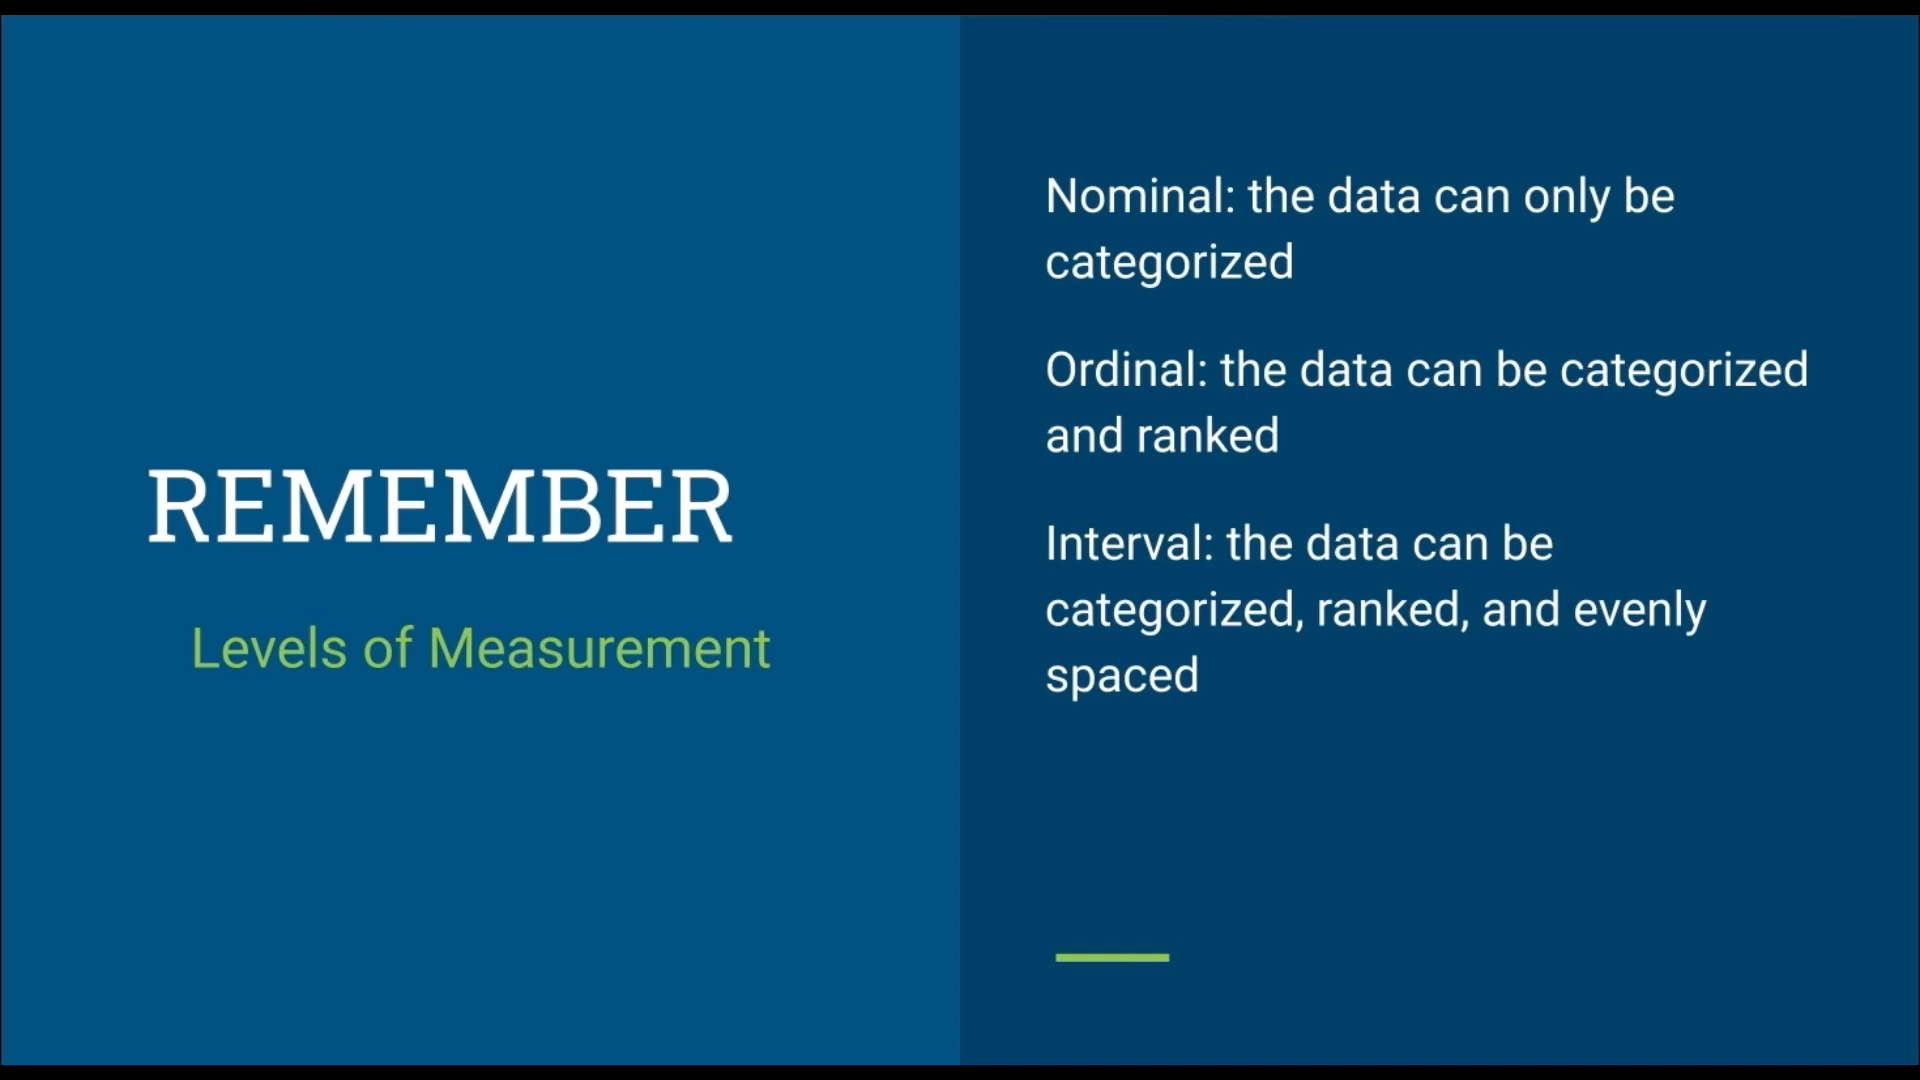 REMEMBER
Levels of Measurement
Nominal: the data can only be
categorized
Ordinal: the data can be categorized
and ranked
Interval: the data can be
categorized, ranked, and evenly
spaced